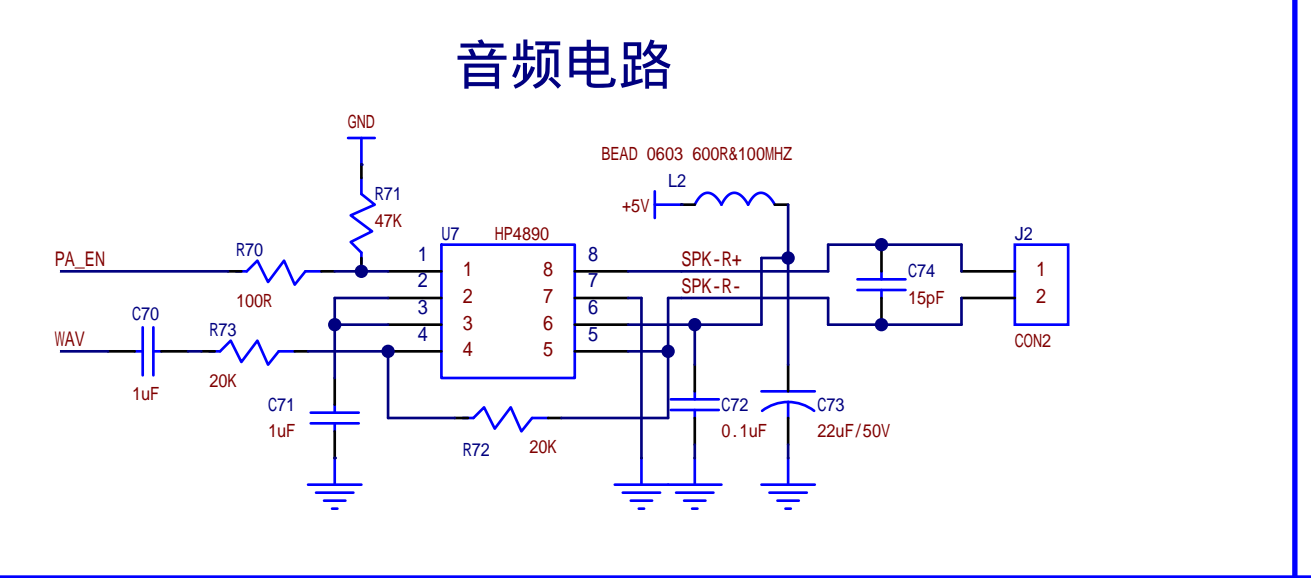 音频电路
GND
BEAD 0603 600R&100MHZ
L2
+5V
R71
47K
U7
HP4890
J2
PA_EN
R70
100R
1
2
3
4
1
2
3
4
8
7
6
5
8
7
6
5
SPK-R+
SPK-R-
C74
15pF
1
2
CON2
WAV
C70
1uF
R73
20K
C71
1uF
R72
20K
C72
0.1uF
C73
22uF/50V